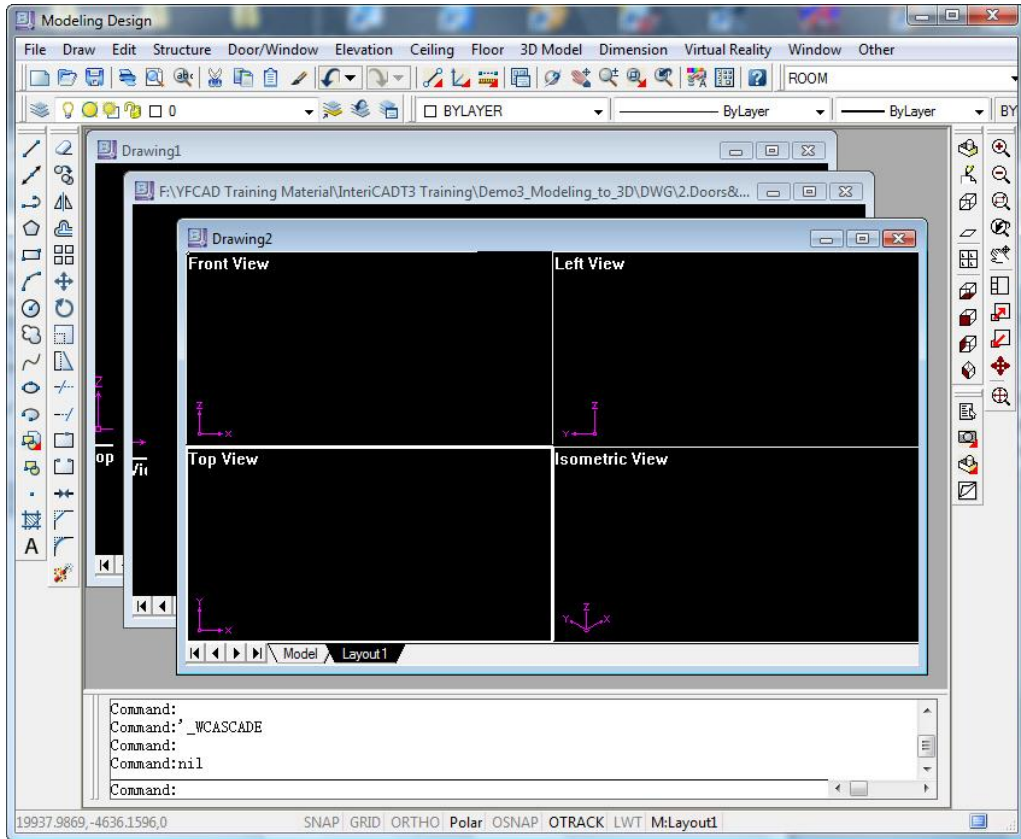 Modeling Design
File Draw Edit Structure Door/Window Elevation Ceiling Floor 3D Model Dimension Virtual Reality Window Other
ROOM
0 BYLAYER ByLayer ByLayer BY
Drawing1
F:\YFCAD Training Material\InteriCADT3 Training\Demo3_Modeling_to_3D\DWG\2.Doors&...
Drawing2
Front View Left View
Z X
Z Y
Z
Top View Isometric View
op
Vi
Y X
Z Y X
Model Layout1
A
Command:
Command:'_WCASCADE
Command:
Command:nil
Command:
19937.9869,-4636.1596,0 SNAP GRID ORTHO Polar OSNAP OTRACK LWT M:Layout1